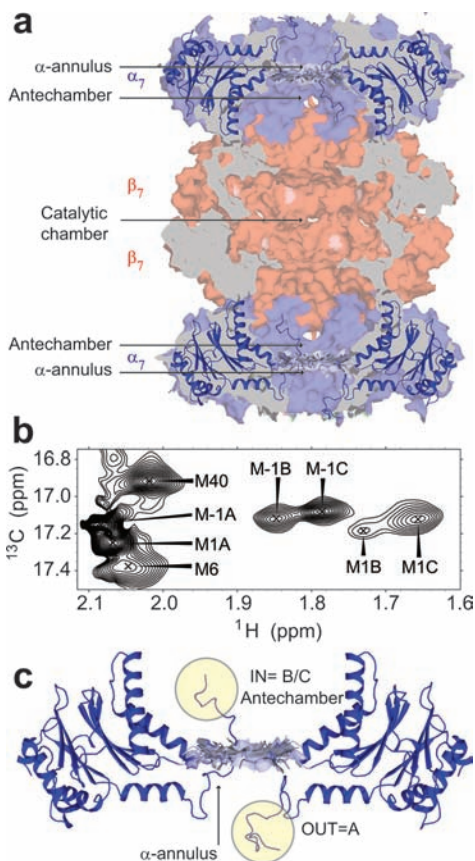 a
α-annulus
α7
Antechamber
β7
Catalytic
chamber
β7
Antechamber
α7
α-annulus
b
16.8
17.0
17.2
17.4
13C (ppm)
M40
M-1A
M1A
M6
M-1B
M-1C
M1B
M1C
2.1
2.0
1.9
1.8
1.7
1.6
1H (ppm)
c
IN= B/C
Antechamber
α-annulus
OUT=A